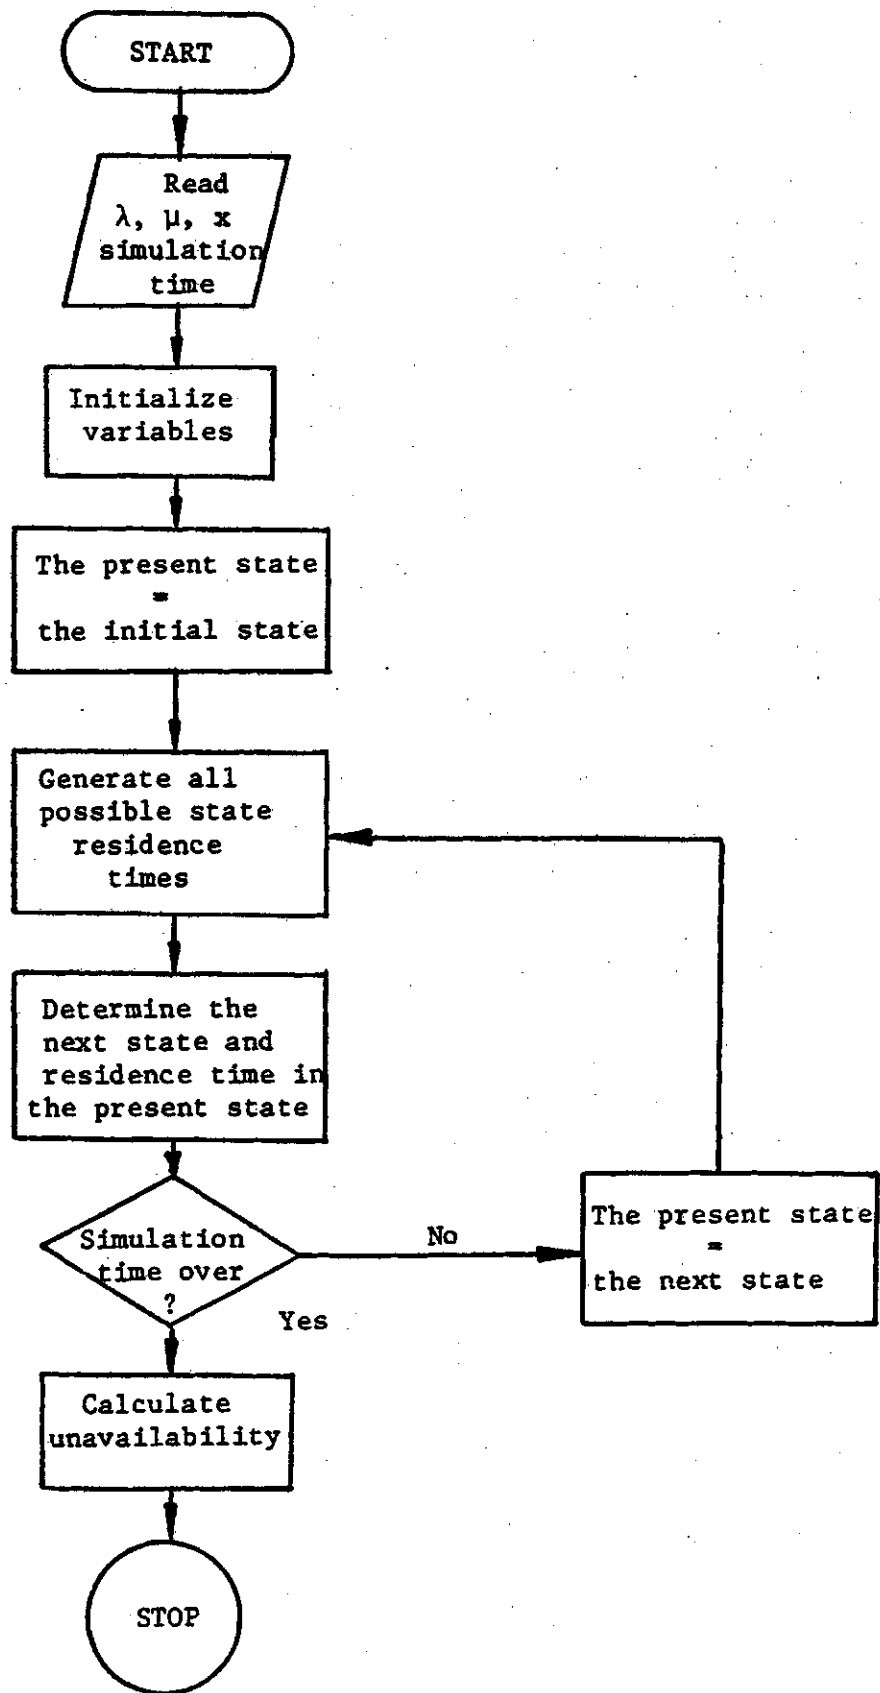 START
Read
λ, μ, x
simulation
time
Initialize
variables
The present state
=
the initial state
Generate all
possible state
residence
times
Determine the
next state and
residence time in
the present state
Simulation
time over
?
No
Yes
The present state
=
the next state
Calculate
unavailability
STOP